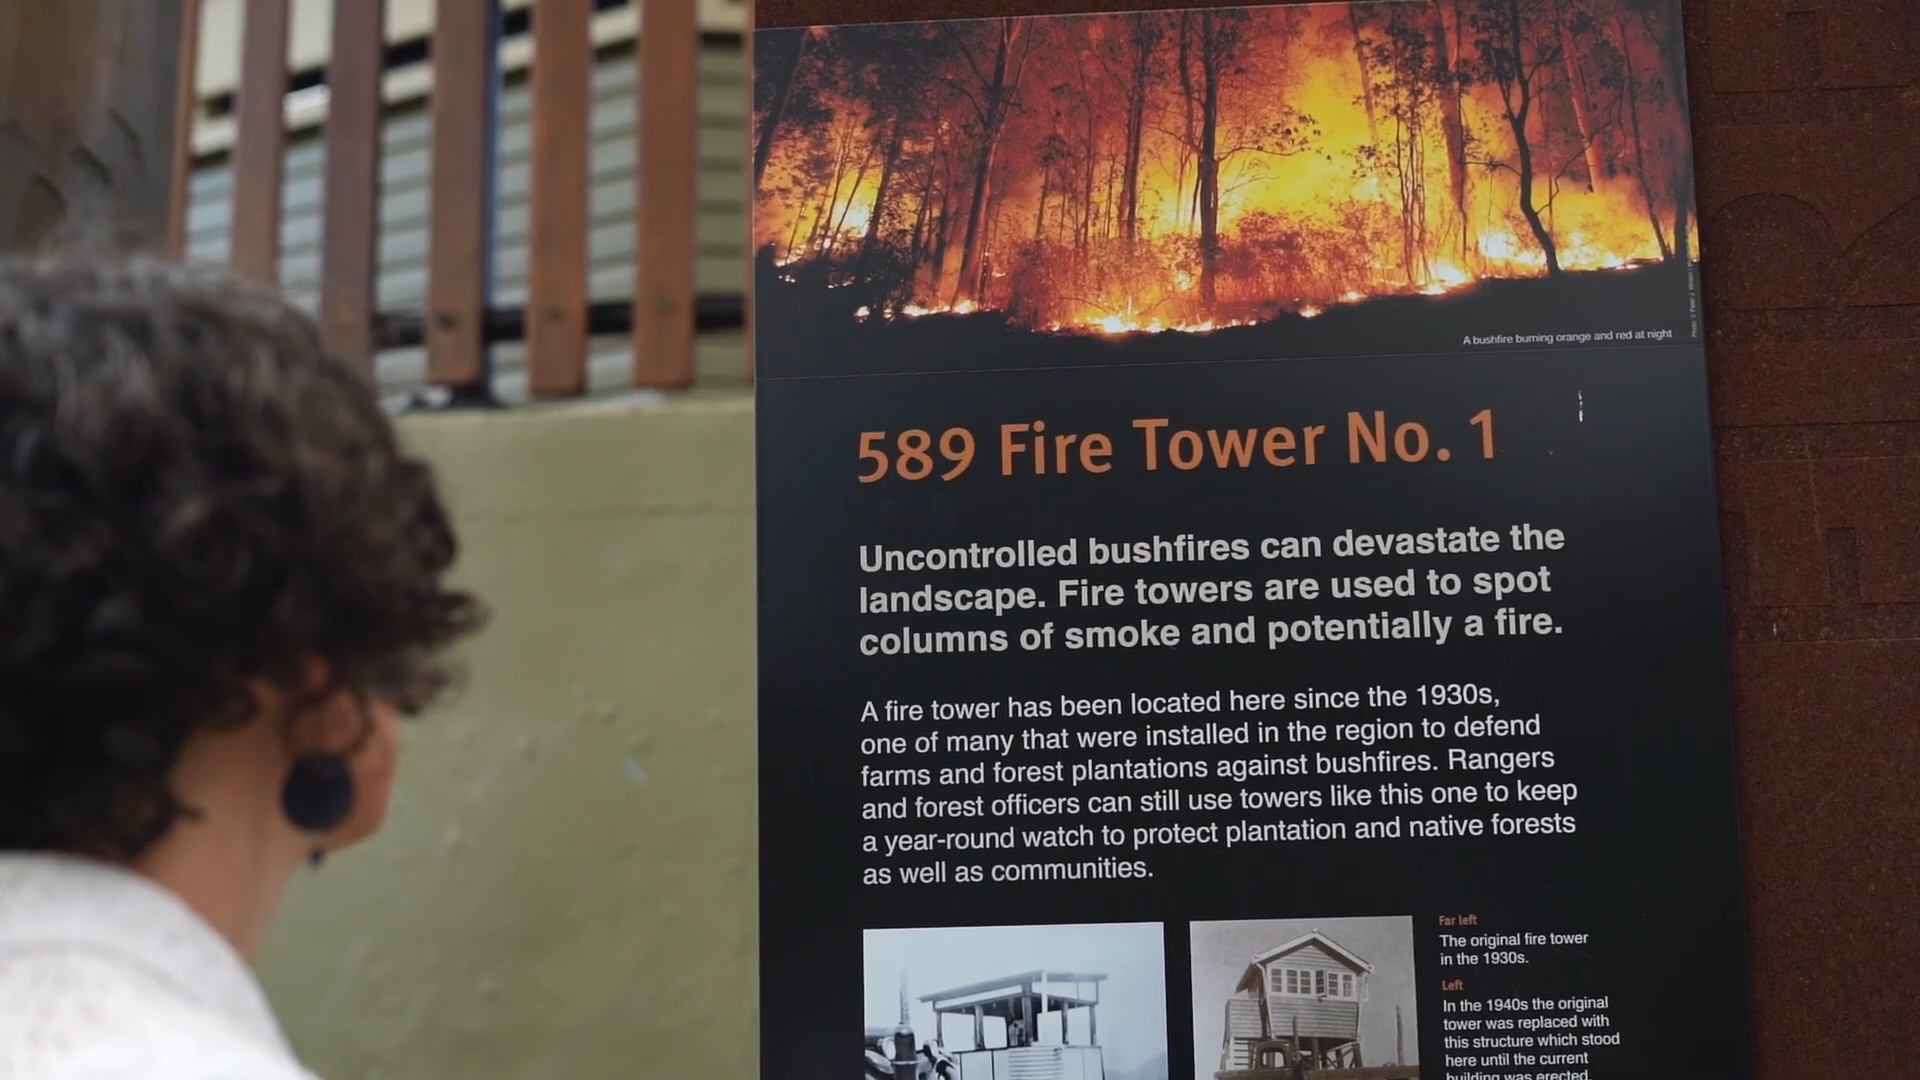 A bushfire burning orange and red at night
589 Fire Tower No. 1
Uncontrolled bushfires can devastate the
landscape. Fire towers are used to spot
columns of smoke and potentially a fire.
A fire tower has been located here since the 1930s,
one of many that were installed in the region to defend
farms and forest plantations against bushfires. Rangers
and forest officers can still use towers like this one to keep
a year-round watch to protect plantation and native forests
as well as communities.
Far left
The original fire tower
in the 1930s.
Left
In the 1940s the original
tower was replaced with
this structure which stood
here until the current
building was erected.